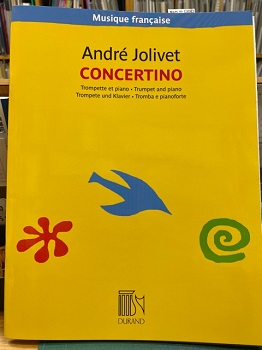 Musique française
André Jolivet
CONCERTINO
Trompette et piano • Trumpet and piano
Trompete und Klavier • Tromba e pianoforte
DURAND